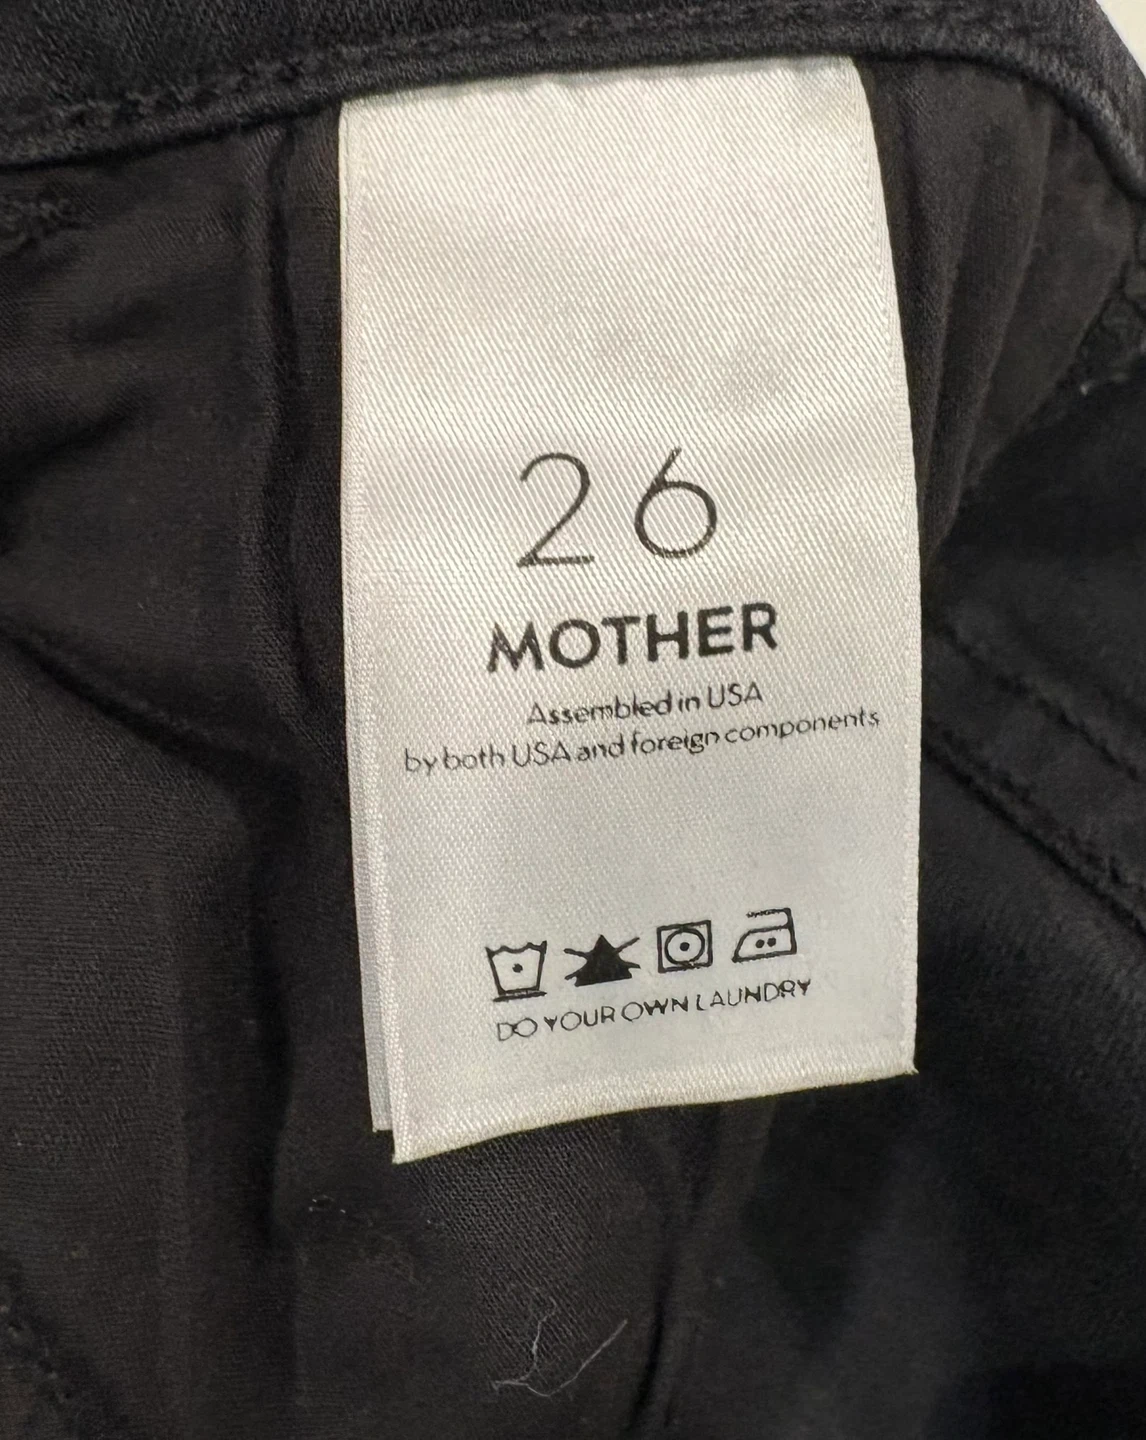 26
MOTHER
Assembled in USA
by both USA and foreign components
DO YOUR OWN LAUNDRY